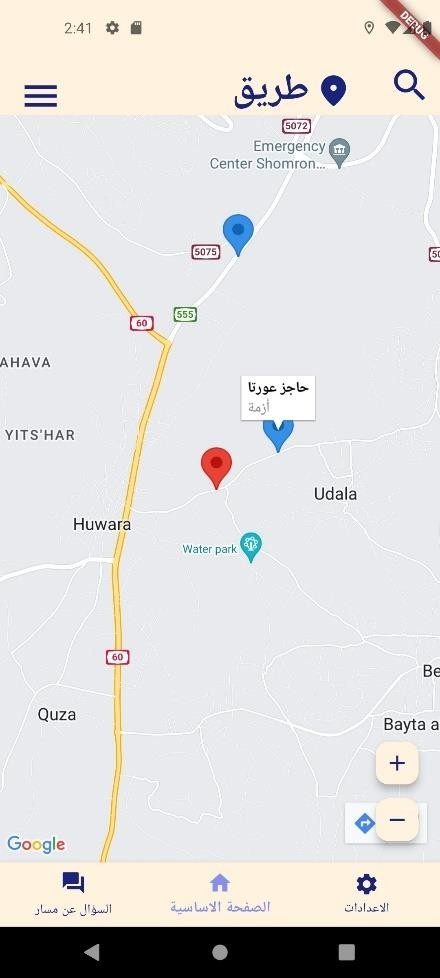 2:41
DEBUG
طريق
5072
Emergency
Center Shomron...
5075
555
60
AHAVA
حاجز عورتا
أزمة
YITS'HAR
Udala
Huwara
Water park
60
Be
Quza
Bayta a
+
−
Google
السؤال عن مسار
الصفحة الاساسية
الاعدادات